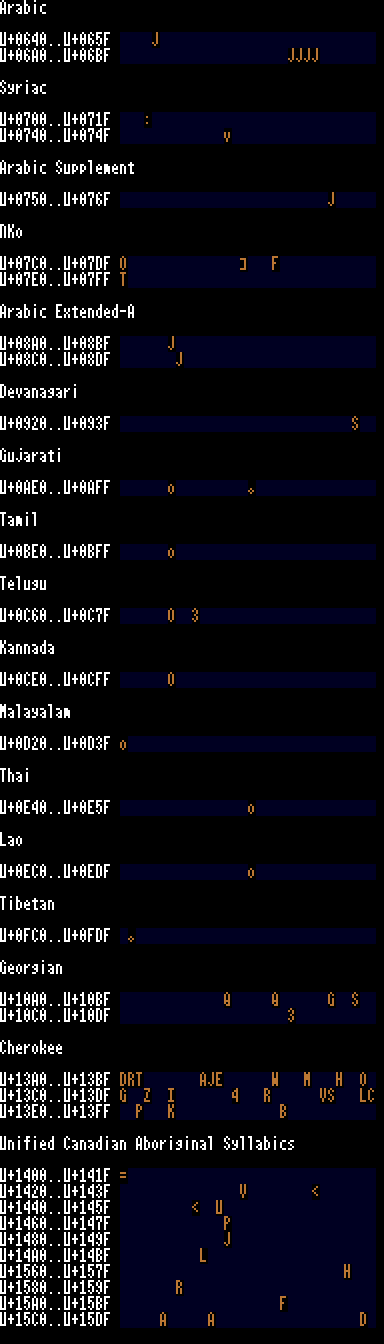 Arabic
U+0640..U+065F J
U+06A0..U+06BF JJJJ
Syriac
U+0700..U+071F :
U+0740..U+074F v
Arabic Supplement
U+0750..U+076F J
NKo
U+07C0..U+07DF O ⊐ F
U+07E0..U+07FF T
Arabic Extended-A
U+08A0..U+08BF J
U+08C0..U+08DF J
Devanagari
U+0920..U+093F S
Gujarati
U+0AE0..U+0AFF o ⋄
Tamil
U+0BE0..U+0BFF o
Telugu
U+0C60..U+0C7F O 3
Kannada
U+0CE0..U+0CFF O
Malayalam
U+0D20..U+0D3F o
Thai
U+0E40..U+0E5F o
Lao
U+0EC0..U+0EDF o
Tibetan
U+0FC0..U+0FDF ⋄
Georgian
U+10A0..U+10BF Q Q G S
U+10C0..U+10DF 3
Cherokee
U+13A0..U+13BF DRT AJE W M H O
U+13C0..U+13DF G Z I 4 R VS LC
U+13E0..U+13FF P K B
Unified Canadian Aboriginal Syllabics
U+1400..U+141F =
U+1420..U+143F V <
U+1440..U+145F < U
U+1460..U+147F P
U+1480..U+149F J
U+14A0..U+14BF L
U+1560..U+157F H
U+1580..U+159F R
U+15A0..U+15BF F
U+15C0..U+15DF A A D